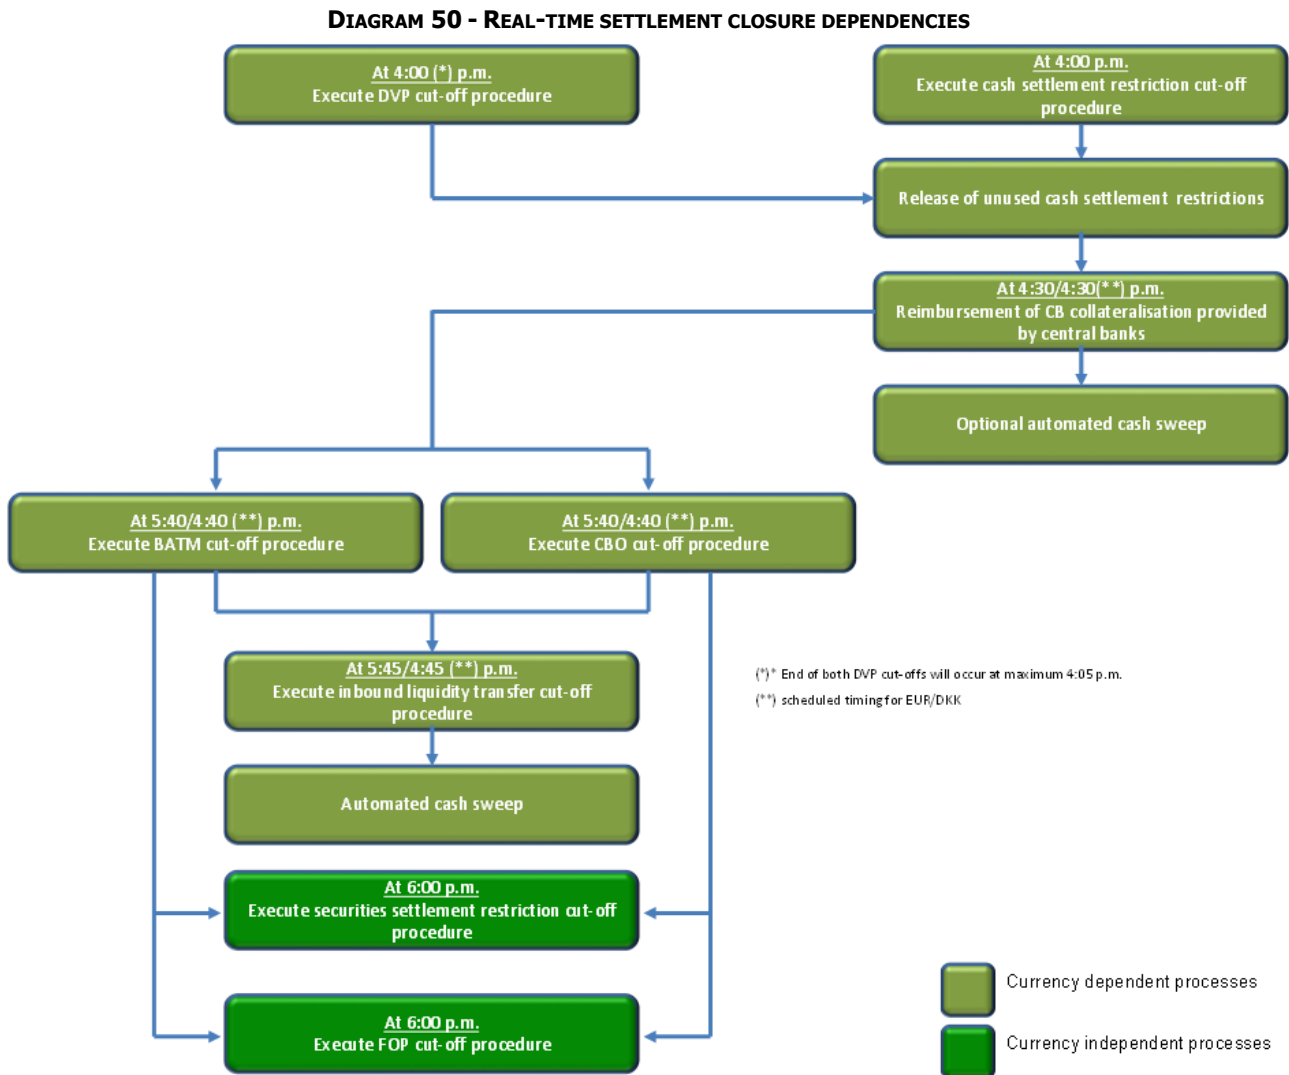 DIAGRAM 50 - REAL-TIME SETTLEMENT CLOSURE DEPENDENCIES
At 4:00 (*) p.m.
Execute DVP cut-off procedure
At 4:00 p.m.
Execute cash settlement restriction cut-off
procedure
Release of unused cash settlement restrictions
At 4:30/4:30(**) p.m.
Reimbursement of CB collateralisation provided
by central banks
Optional automated cash sweep
At 5:40/4:40 (**) p.m.
Execute BATM cut-off procedure
At 5:40/4:40 (**) p.m.
Execute CBO cut-off procedure
At 5:45/4:45 (**) p.m.
Execute inbound liquidity transfer cut-off
procedure
(*)* End of both DVP cut-offs will occur at maximum 4:05 p.m.
(**) scheduled timing for EUR/DKK
Automated cash sweep
At 6:00 p.m.
Execute securities settlement restriction cut-off
procedure
At 6:00 p.m.
Execute FOP cut-off procedure
Currency dependent processes
Currency independent processes